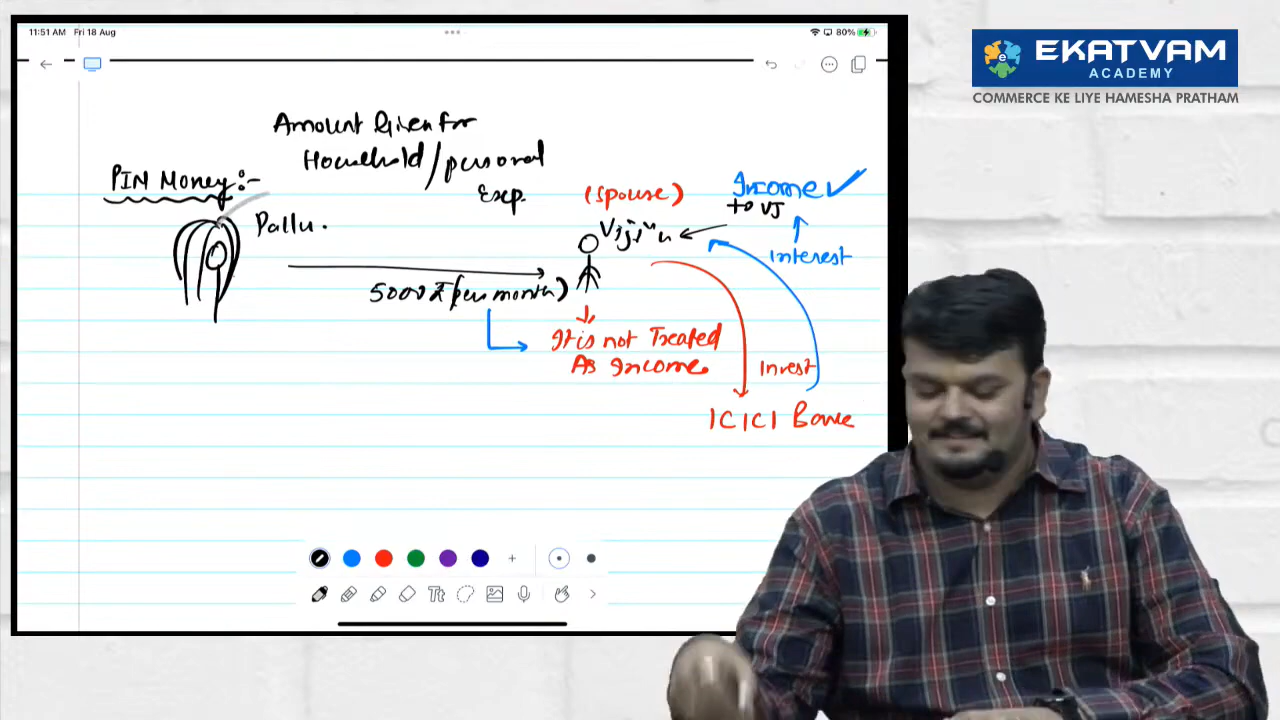 11:51 AM Fri 18 Aug
80%
EKATVAM
ACADEMY
COMMERCE KE LIYE HAMESHA PRATHAM
Amount Given for
Household/personal
Exp.
PIN Money:-
Pallu.
(Spouse)
Income ✓
to VJ
Interest
5000 ₹ (per month)
It is not Treated
As Income.
Invest
ICICI Bank
Tt